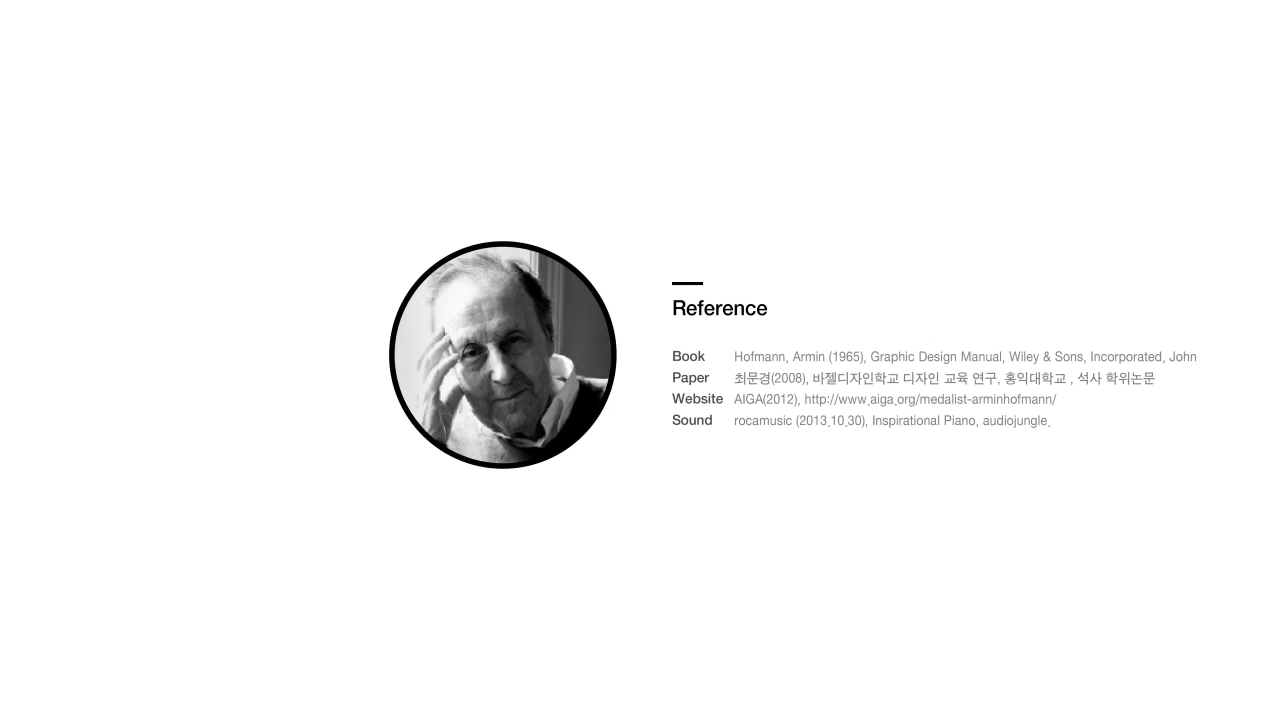 Reference
Book Hofmann, Armin (1965), Graphic Design Manual, Wiley & Sons, Incorporated, John
Paper 최문경(2008), 바젤디자인학교 디자인 교육 연구, 홍익대학교 , 석사 학위논문
Website AIGA(2012), http://www.aiga.org/medalist-arminhofmann/
Sound rocamusic (2013.10.30), Inspirational Piano, audiojungle.